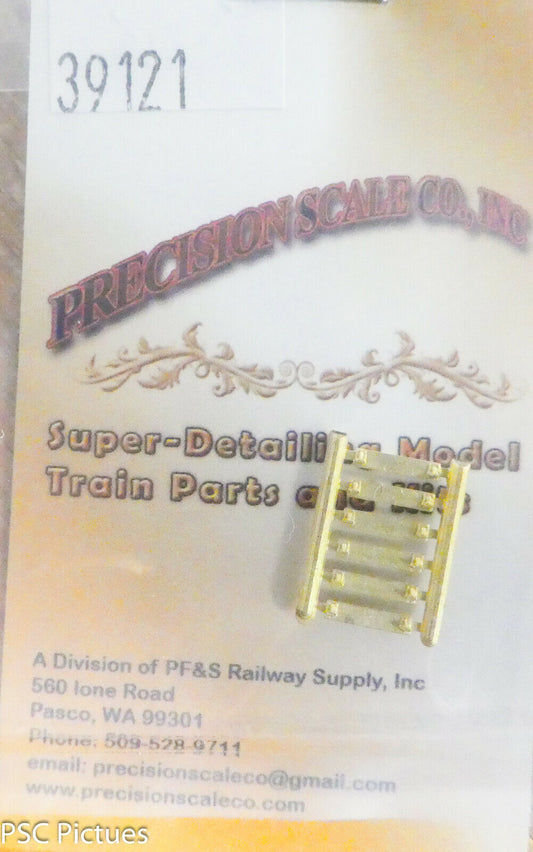 39121
PRECISION SCALE CO., INC
Super-Detailing Model
Train Parts and Kits
A Division of PF&S Railway Supply, Inc
560 Ione Road
Pasco, WA 99301
Phone: 509-528-9711
email: precisionscaleco@gmail.com
www.precisionscaleco.com
PSC Pictues